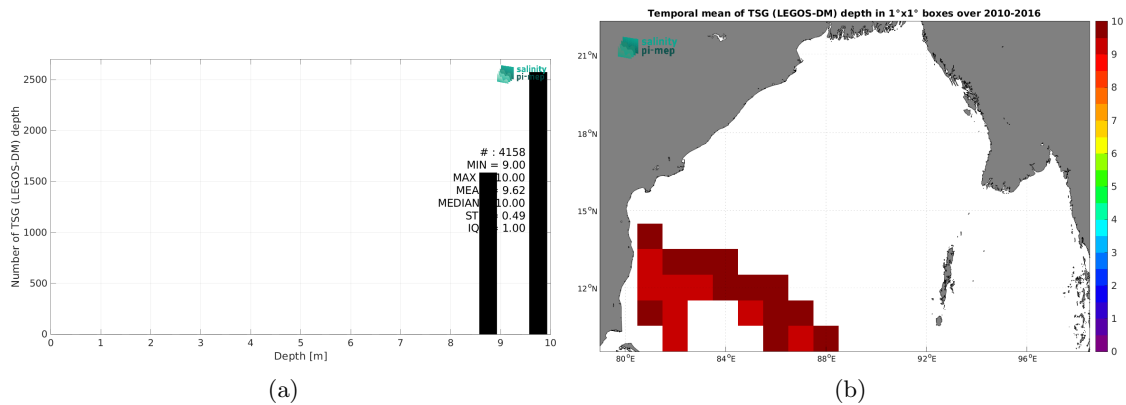 salinity
pi-mep
2500
2000
1500
1000
500
0
Number of TSG (LEGOS-DM) depth
# : 4158
MIN = 9.00
MAX 10.00
MEA = 9.62
MEDIAN 10.00
ST = 0.49
IQ = 1.00
0 1 2 3 4 5 6 7 8 9 10
Depth [m]
(a)
Temporal mean of TSG (LEGOS-DM) depth in 1°x1° boxes over 2010-2016
salinity
pi-mep
21°N
18°N
15°N
12°N
80°E 84°E 88°E 92°E 96°E
10
9
8
7
6
5
4
3
2
1
0
(b)